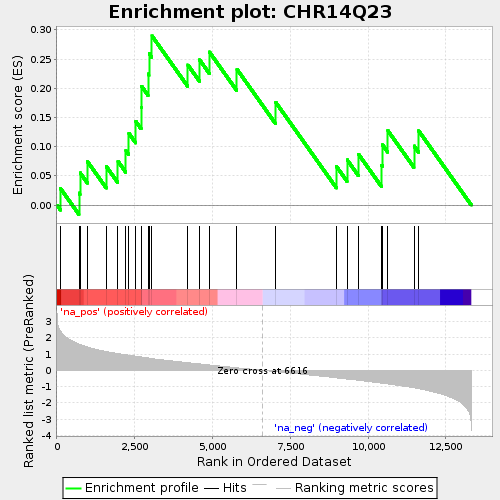 Enrichment plot: CHR14Q23
Enrichment score (ES)
0.30
0.25
0.20
0.15
0.10
0.05
0.00
'na_pos' (positively correlated)
Ranked list metric (PreRanked)
3
2
1
0
-1
-2
-3
-4
Zero cross at 6616
'na_neg' (negatively correlated)
0 2,500 5,000 7,500 10,000 12,500
Rank in Ordered Dataset
Enrichment profile Hits Ranking metric scores